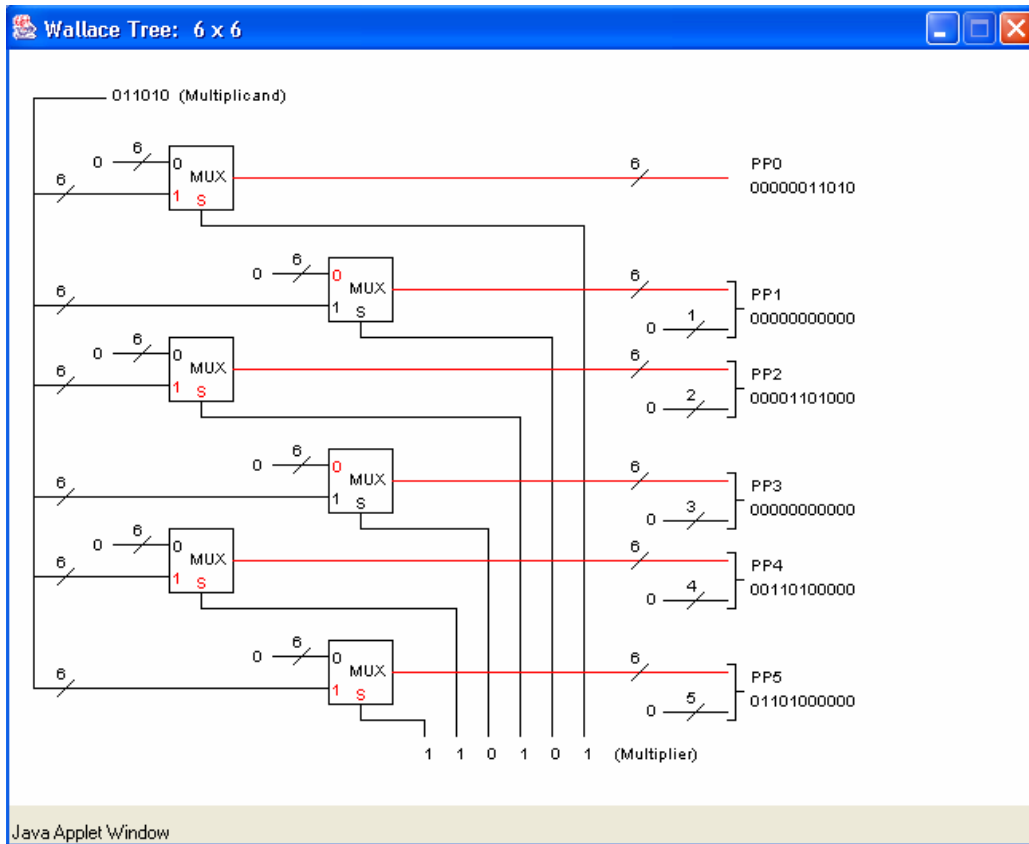 Wallace Tree: 6 x 6
011010 (Multiplicand)
6
0
0
MUX
6
PP0
6
1
S
00000011010
6
0
0
MUX
6
PP1
6
1
S
0
1
00000000000
6
0
0
MUX
6
PP2
6
1
S
0
2
00001101000
6
0
0
MUX
6
PP3
6
1
S
0
3
00000000000
6
0
0
MUX
6
PP4
6
1
S
0
4
00110100000
6
0
0
MUX
6
PP5
6
1
S
0
5
01101000000
1 1 0 1 0 1 (Multiplier)
Java Applet Window